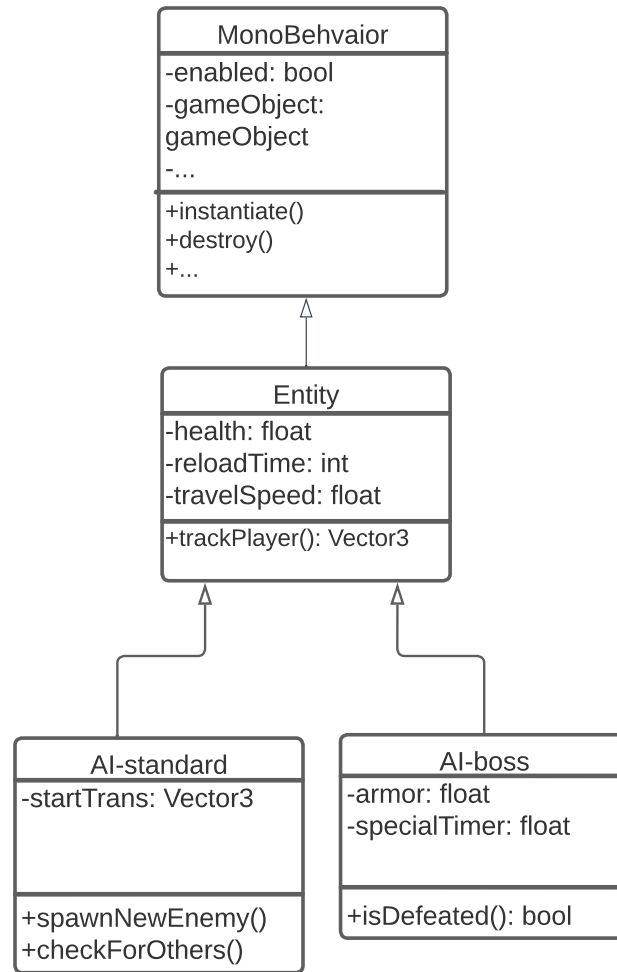 MonoBehvaior
-enabled: bool
-gameObject:
gameObject
-...
+instantiate()
+destroy()
+...
Entity
-health: float
-reloadTime: int
-travelSpeed: float
+trackPlayer(): Vector3
AI-standard
-startTrans: Vector3
+spawnNewEnemy()
+checkForOthers()
AI-boss
-armor: float
-specialTimer: float
+isDefeated(): bool